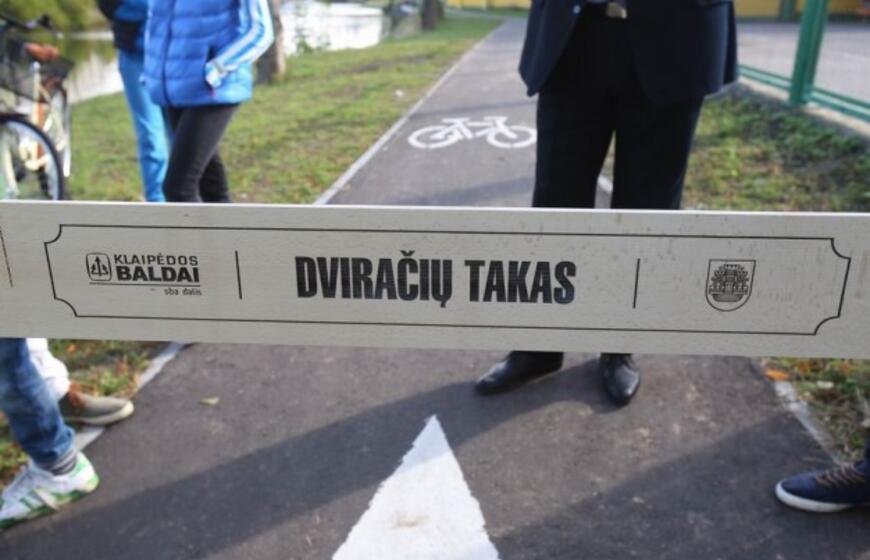 KLAIPĖDOS
BALDAI
sba dalis
DVIRAČIŲ TAKAS